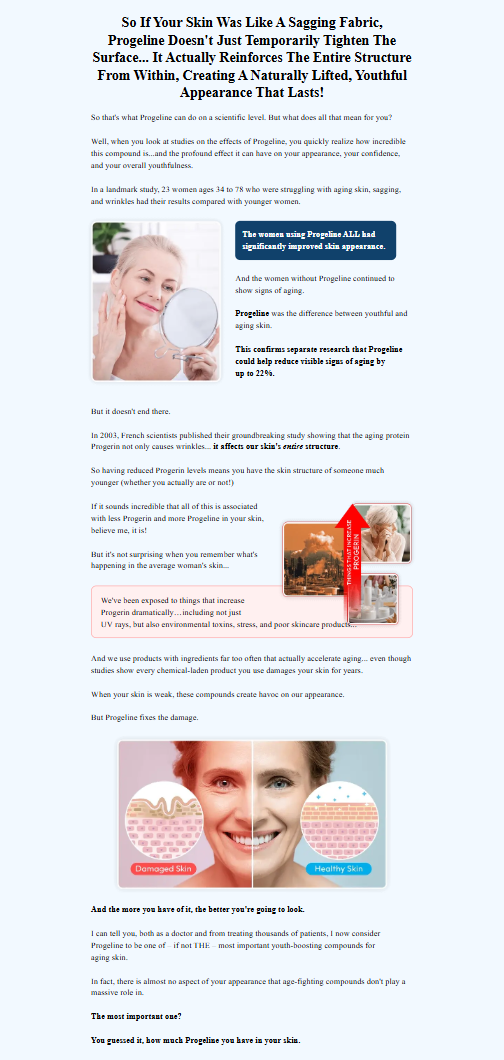 So If Your Skin Was Like A Sagging Fabric,
Progeline Doesn't Just Temporarily Tighten The
Surface... It Actually Reinforces The Entire Structure
From Within, Creating A Naturally Lifted, Youthful
Appearance That Lasts!
So that's what Progeline can do on a scientific level. But what does all that mean for you?
Well, when you look at studies on the effects of Progeline, you quickly realize how incredible
this compound is...and the profound effect it can have on your appearance, your confidence,
and your overall youthfulness.
In a landmark study, 23 women ages 34 to 78 who were struggling with aging skin, sagging,
and wrinkles had their results compared with younger women.
The women using Progeline ALL had
significantly improved skin appearance.
And the women without Progeline continued to
show signs of aging.
Progeline was the difference between youthful and
aging skin.
This confirms separate research that Progeline
could help reduce visible signs of aging by
up to 22%.
But it doesn't end there.
In 2003, French scientists published their groundbreaking study showing that the aging protein
Progerin not only causes wrinkles... it affects our skin's entire structure.
So having reduced Progerin levels means you have the skin structure of someone much
younger (whether you actually are or not!)
If it sounds incredible that all of this is associated
with less Progerin and more Progeline in your skin,
believe me, it is!
But it's not surprising when you remember what's
happening in the average woman's skin...
THINGS THAT INCREASE
PROGERIN
We've been exposed to things that increase
Progerin dramatically…including not just
UV rays, but also environmental toxins, stress, and poor skincare products...
And we use products with ingredients far too often that actually accelerate aging... even though
studies show every chemical-laden product you use damages your skin for years.
When your skin is weak, these compounds create havoc on our appearance.
But Progeline fixes the damage.
Damaged Skin
Healthy Skin
And the more you have of it, the better you're going to look.
I can tell you, both as a doctor and from treating thousands of patients, I now consider
Progeline to be one of – if not THE – most important youth-boosting compounds for
aging skin.
In fact, there is almost no aspect of your appearance that age-fighting compounds don't play a
massive role in.
The most important one?
You guessed it, how much Progeline you have in your skin.